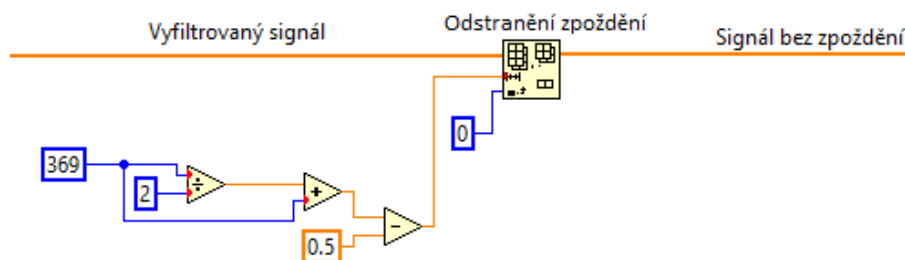 Vyfiltrovaný signál
Odstranění zpoždění
Signál bez zpoždění
0
369
÷
2
+
−
0.5